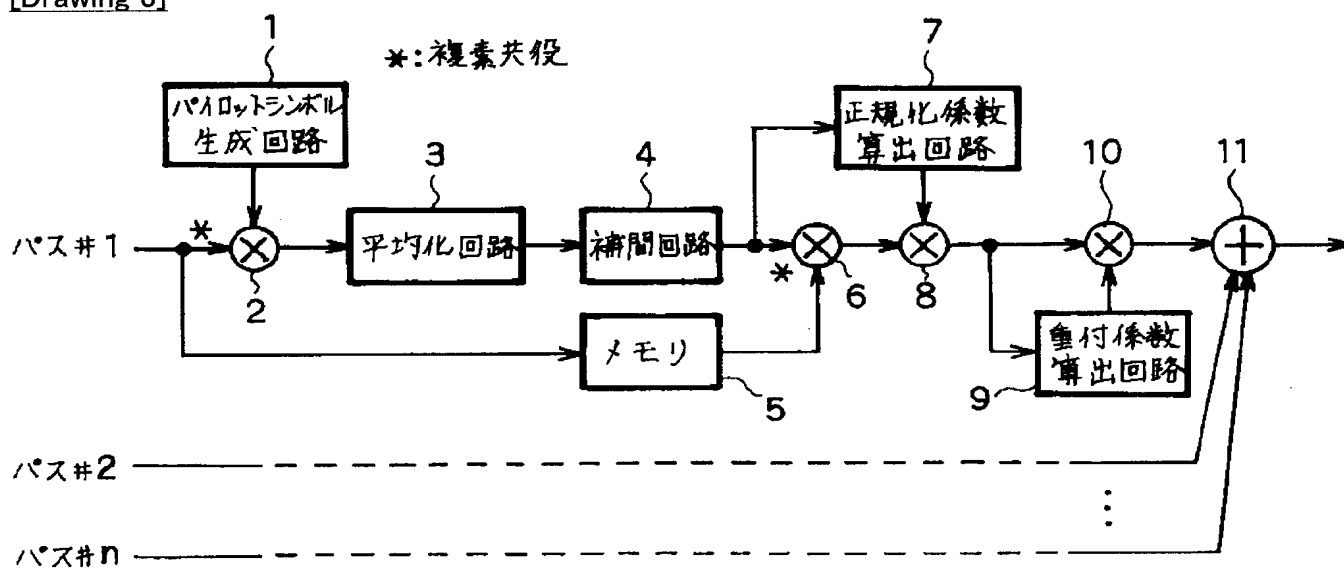 [Drawing 6]
1
*:複素共役
7
パイロットシンボル
生成回路
正規化係数
算出回路
3
4
10
11
パス#1
*
平均化回路
補間回路
*
2
6
8
メモリ
重付係数
算出回路
5
9
パス#2
パス#n